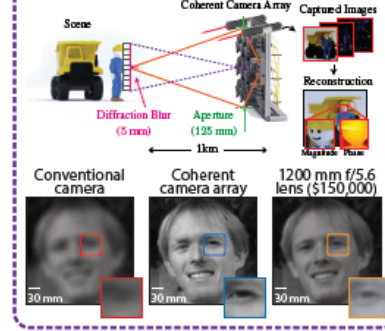 Coherent Camera Array
Scene
Captured Images
Reconstruction
Diffraction Blur
(5 mm)
Aperture
(125 mm)
1km
Magnitude Phase
Conventional
camera
Coherent
camera array
1200 mm f/5.6
lens ($150,000)
30 mm
30 mm
30 mm